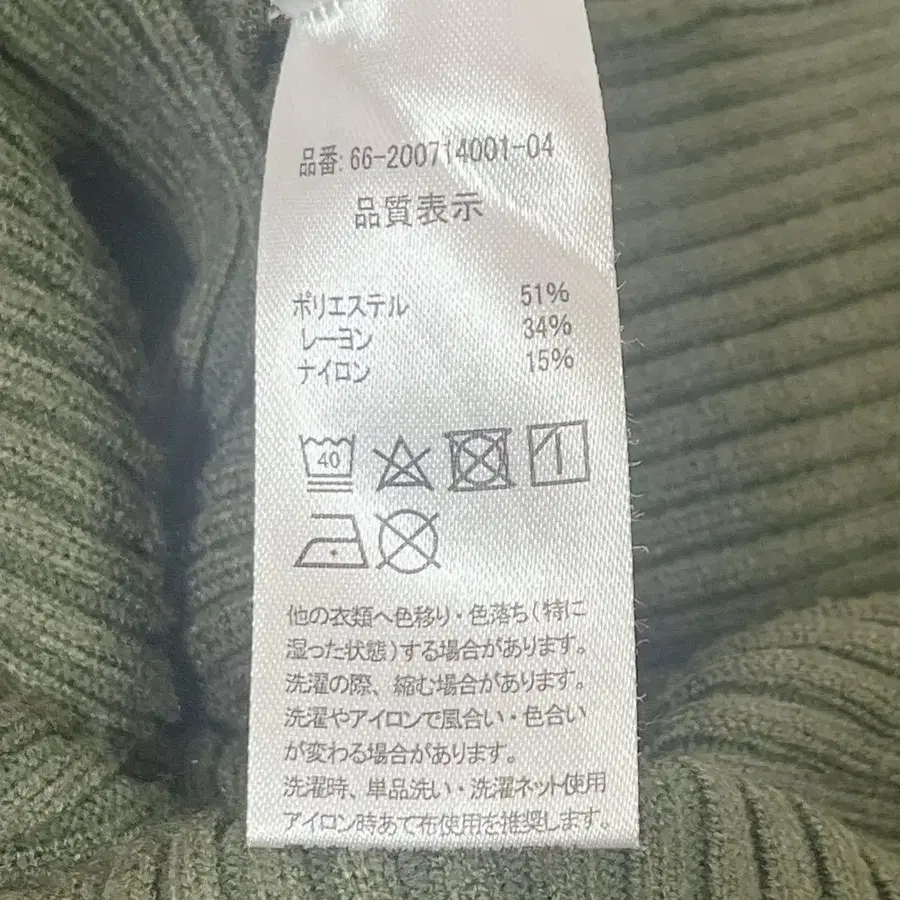 品番: 66-200714001-04
品質表示
ポリエステル 51%
レーヨン 34%
ナイロン 15%
40
他の衣類へ色移り・色落ち(特に
湿った状態)する場合があります。
洗濯の際、縮む場合があります。
洗濯やアイロンで風合い・色合い
が変わる場合があります。
洗濯時、単品洗い・洗濯ネット使用
アイロン時あて布使用を推奨します。